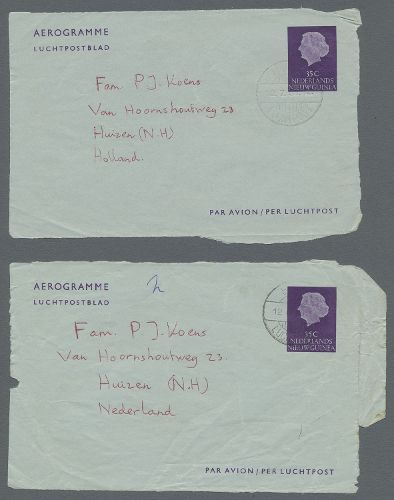 AEROGRAMME
LUCHTPOSTBLAD
35C
NEDERLANDS
NIEUW GUINEA
Fam. P.J. Koens
Van Hoornshoutweg 23.
Huizen (N.H)
Holland.
PAR AVION/PER LUCHTPOST
AEROGRAMME
LUCHTPOSTBLAD
35C
NEDERLANDS
NIEUW GUINEA
Fam. P.J. Koens
Van Hoornshoutweg 23.
Huizen (N.H)
Nederland
PAR AVION/PER LUCHTPOST